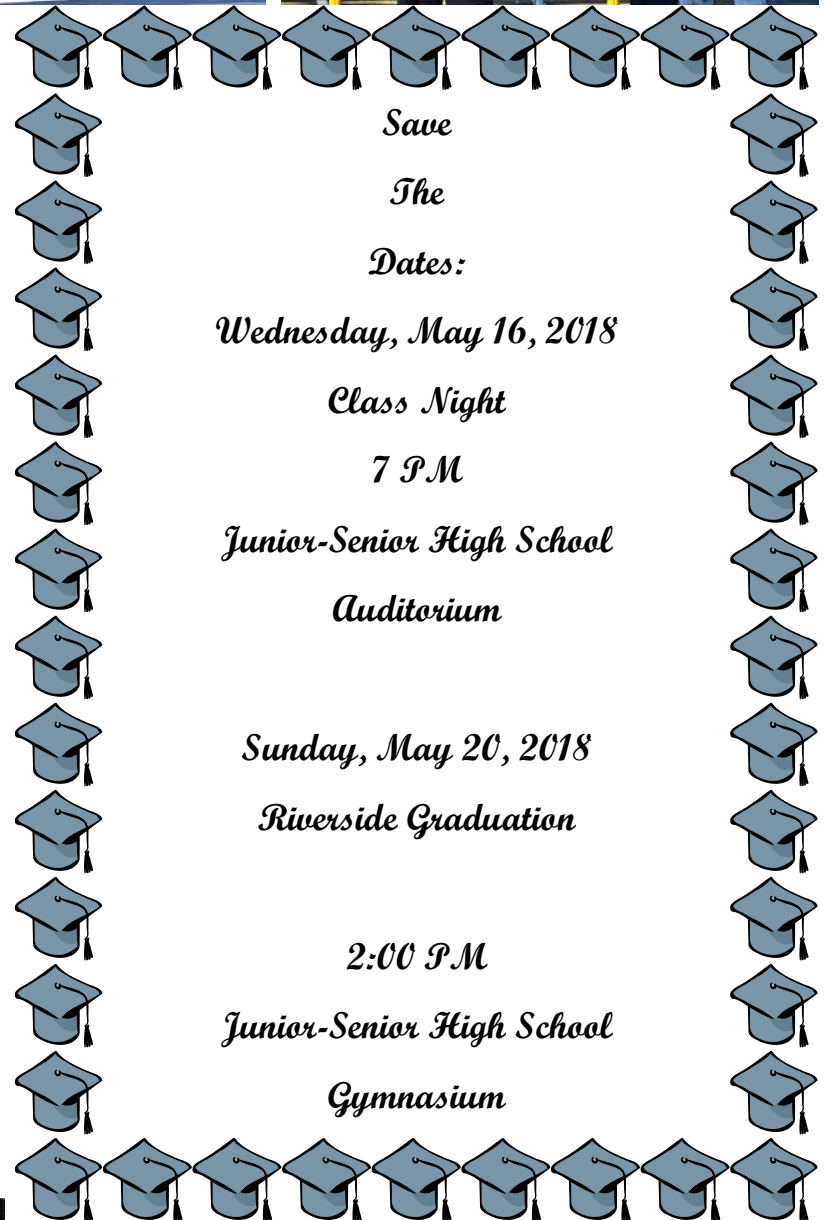 Save
The
Dates:
Wednesday, May 16, 2018
Class Night
7 PM
Junior-Senior High School
Auditorium
Sunday, May 20, 2018
Riverside Graduation
2:00 PM
Junior-Senior High School
Gymnasium